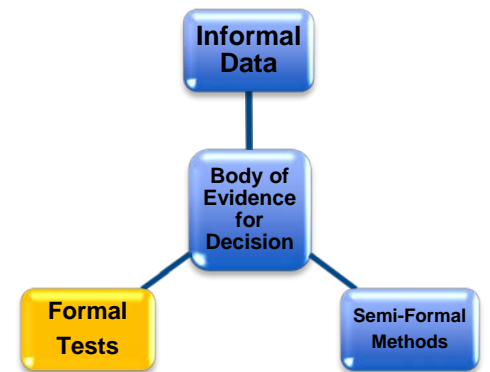 Informal
Data
Body of
Evidence
for
Decision
Formal
Tests
Semi-Formal
Methods